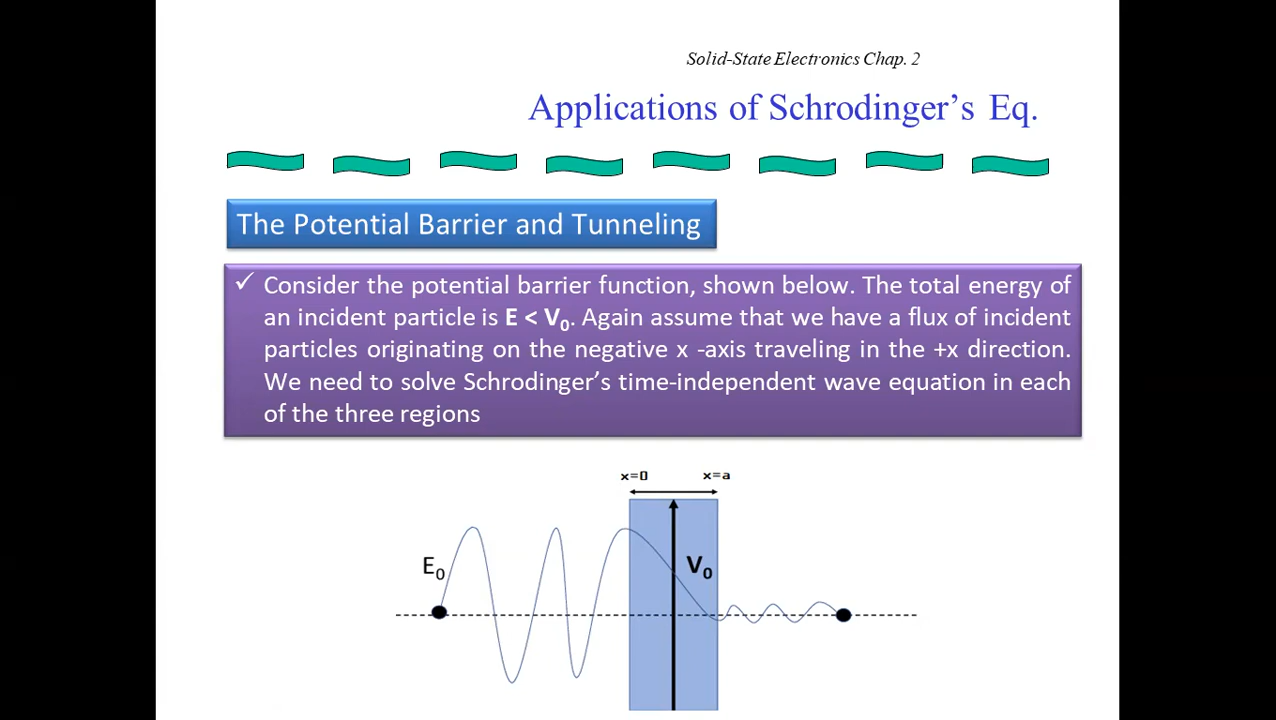 Solid-State Electronics Chap. 2
Applications of Schrodinger's Eq.
The Potential Barrier and Tunneling
✓ Consider the potential barrier function, shown below. The total energy of
an incident particle is E < V₀. Again assume that we have a flux of incident
particles originating on the negative x -axis traveling in the +x direction.
We need to solve Schrodinger's time-independent wave equation in each
of the three regions
x=0 x=a
E₀
V₀